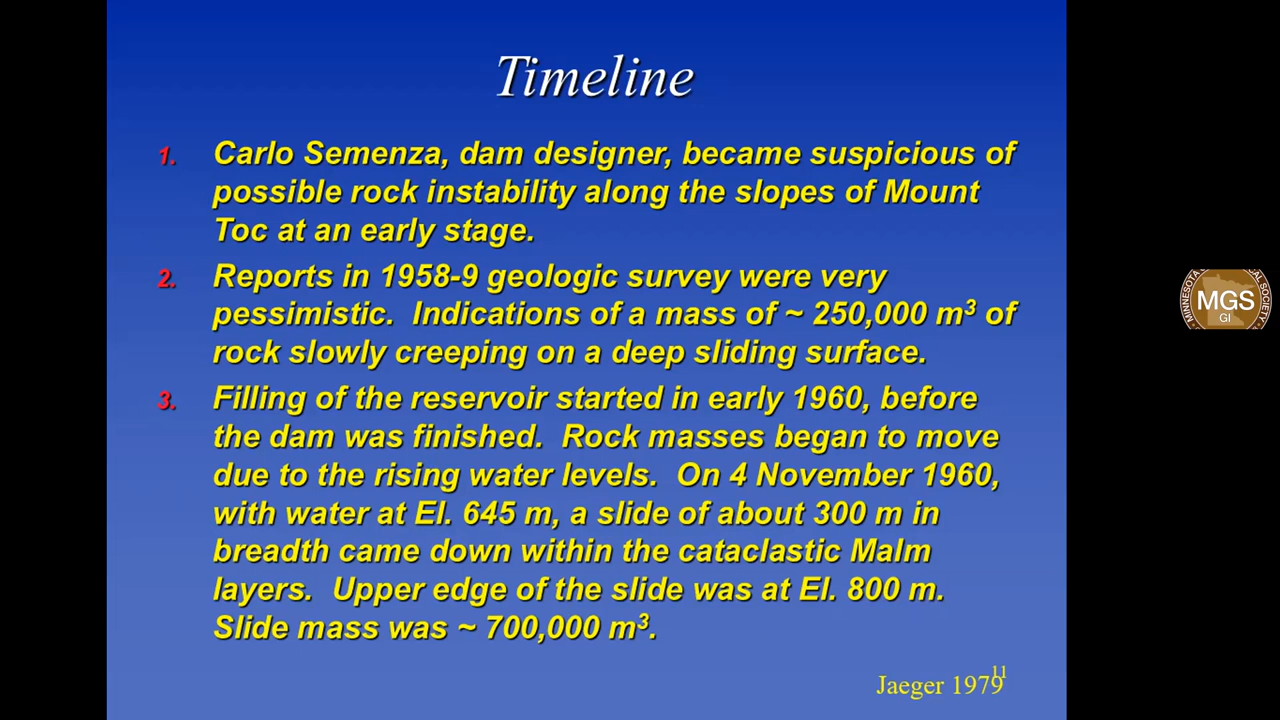 Timeline
1. Carlo Semenza, dam designer, became suspicious of
possible rock instability along the slopes of Mount
Toc at an early stage.
2. Reports in 1958-9 geologic survey were very
pessimistic. Indications of a mass of ~ 250,000 m³ of
rock slowly creeping on a deep sliding surface.
3. Filling of the reservoir started in early 1960, before
the dam was finished. Rock masses began to move
due to the rising water levels. On 4 November 1960,
with water at El. 645 m, a slide of about 300 m in
breadth came down within the cataclastic Malm
layers. Upper edge of the slide was at El. 800 m.
Slide mass was ~ 700,000 m³.
11
Jaeger 1979
MGS
GI